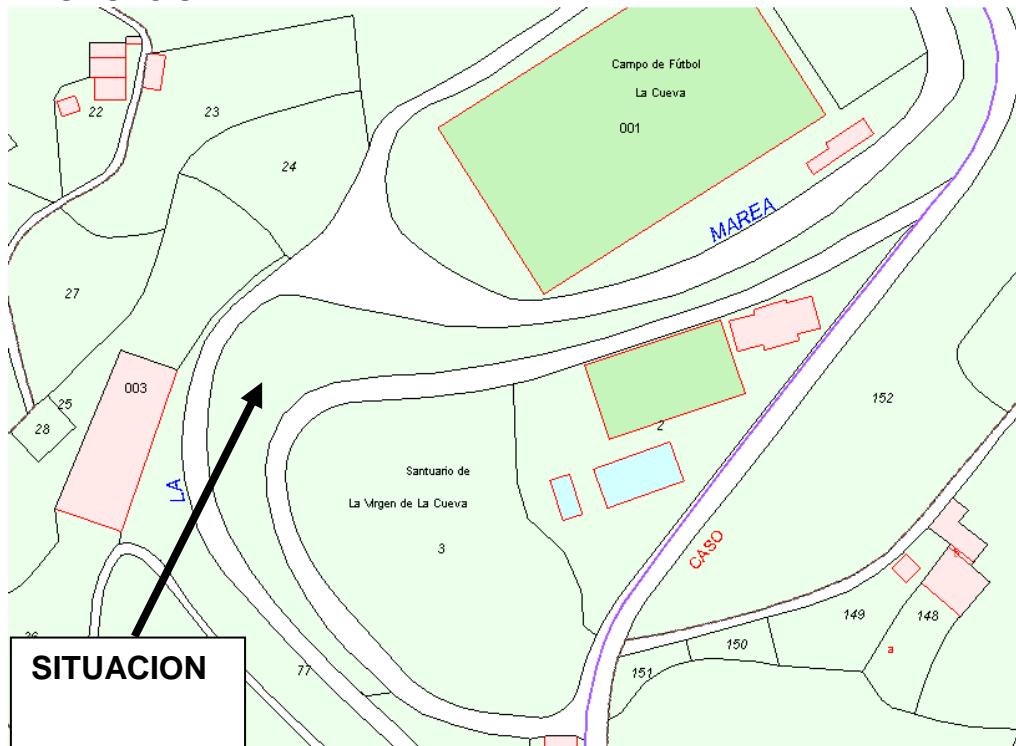 Campo de Fútbol
La Cueva
001
22
23
24
MAREA
27
003
25
28
152
2
LA
Santuario de
La Virgen de La Cueva
3
CASO
149
148
150
a
151
77
SITUACION